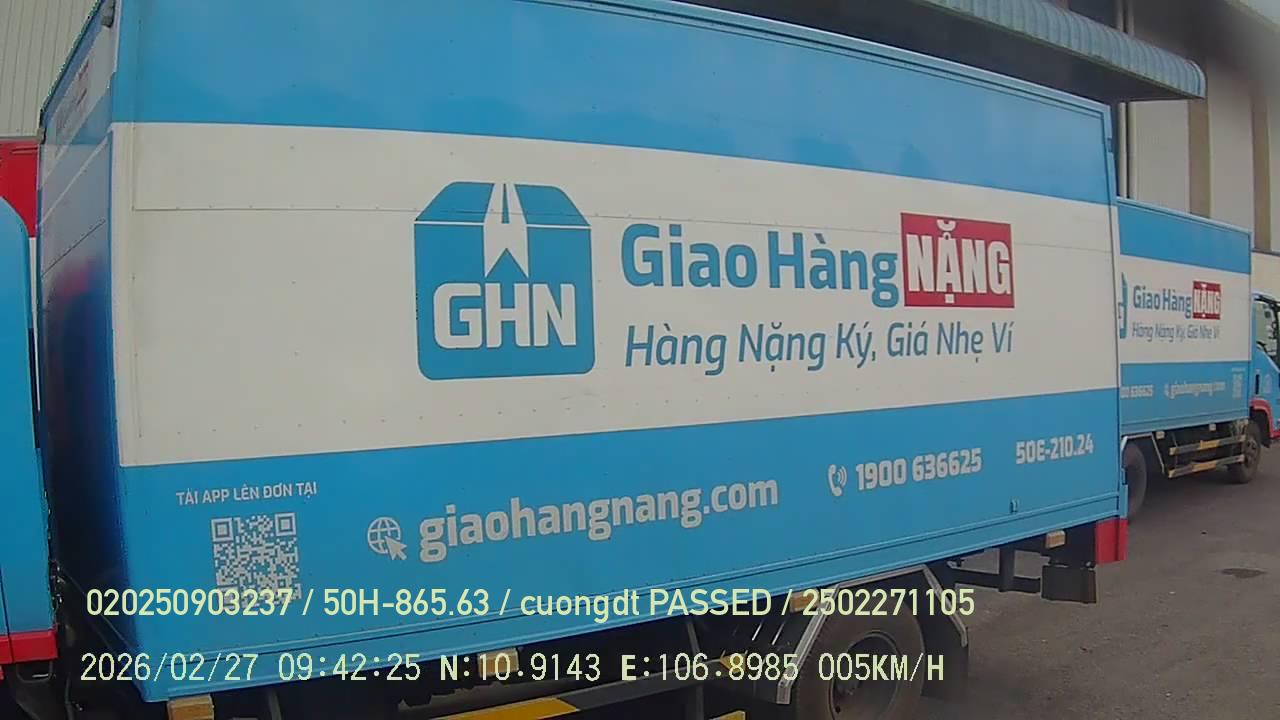 GHN
Giao Hàng NẶNG
Hàng Nặng Ký, Giá Nhẹ Ví
TẢI APP LÊN ĐƠN TẠI
giaohangnang.com
1900 636625
50E-210.24
Giao Hàng NẶNG
Hàng Nặng Ký, Giá Nhẹ Ví
00 636625
giaohangnang.com
020250903237 / 50H-865.63 / cuongdt PASSED / 2502271105
2026/02/27 09:42:25 N:10.9143 E:106.8985 005KM/H